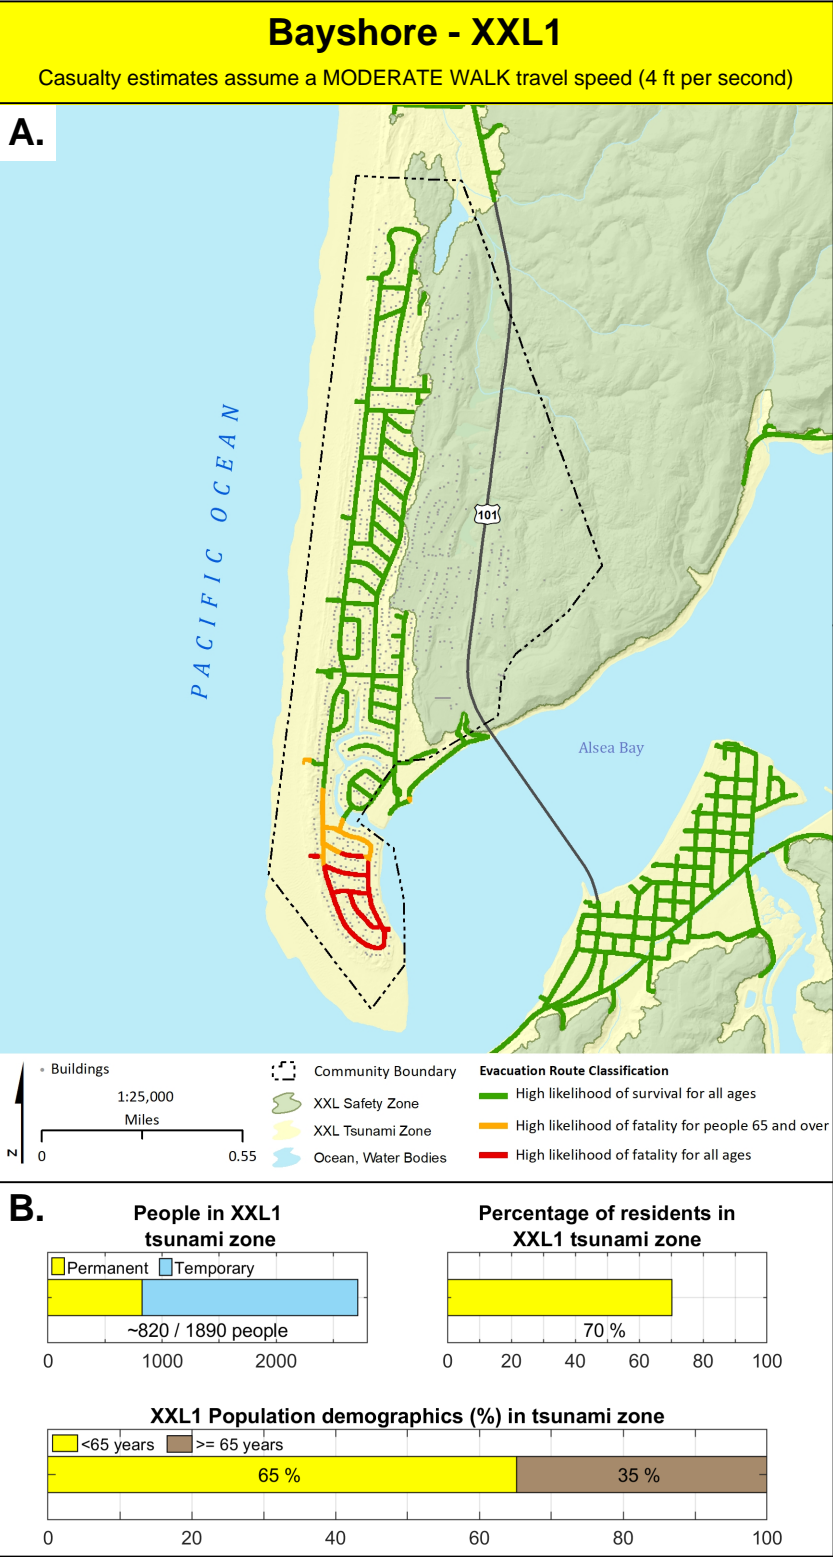 Bayshore - XXL1
Casualty estimates assume a MODERATE WALK travel speed (4 ft per second)
A.
PACIFIC OCEAN
101
Alsea Bay
Buildings
1:25,000
Miles
0 0.55
N
Community Boundary
XXL Safety Zone
XXL Tsunami Zone
Ocean, Water Bodies
Evacuation Route Classification
High likelihood of survival for all ages
High likelihood of fatality for people 65 and over
High likelihood of fatality for all ages
B.
People in XXL1
tsunami zone
Permanent Temporary
~820 / 1890 people
0 1000 2000
Percentage of residents in
XXL1 tsunami zone
70 %
0 20 40 60 80 100
XXL1 Population demographics (%) in tsunami zone
<65 years >= 65 years
65 % 35 %
0 20 40 60 80 100